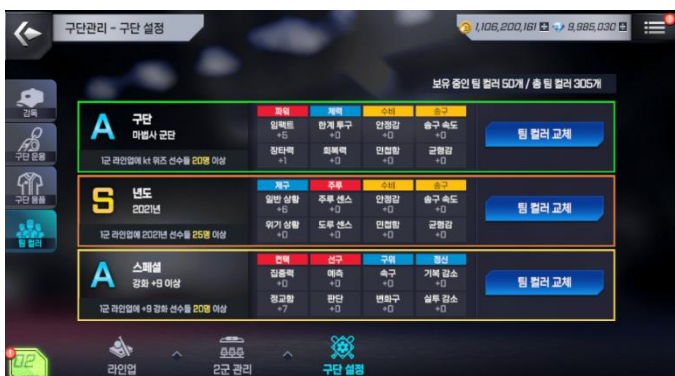 구단관리 - 구단 설정
1,106,200,161 9,985,030
보유 중인 팀 컬러 50개 / 총 팀 컬러 305개
감독
구단 운용
구단 용품
팀 컬러
A 구단
마법사 군단
1군 라인업에 kt 위즈 선수들 20명 이상
파워 체력 수비 송구
임팩트 한계 투구 안정감 송구 속도
+5 +0 +0 +0
장타력 회복력 민첩함 균형감
+1 +0 +0 +0
팀 컬러 교체
S 년도
2021년
1군 라인업에 2021년 선수들 25명 이상
제구 주루 수비 송구
일반 상황 주루 센스 안정감 송구 속도
+6 +0 +0 +0
위기 상황 도루 센스 민첩함 균형감
+0 +0 +0 +0
팀 컬러 교체
A 스페셜
강화 +9 이상
1군 라인업에 +9 강화 선수들 20명 이상
컨택 선구 구위 정신
집중력 예측 속구 기복 감소
+0 +0 +0 +0
정교함 판단 변화구 실투 감소
+7 +0 +0 +0
팀 컬러 교체
02
라인업 2군 관리 구단 설정